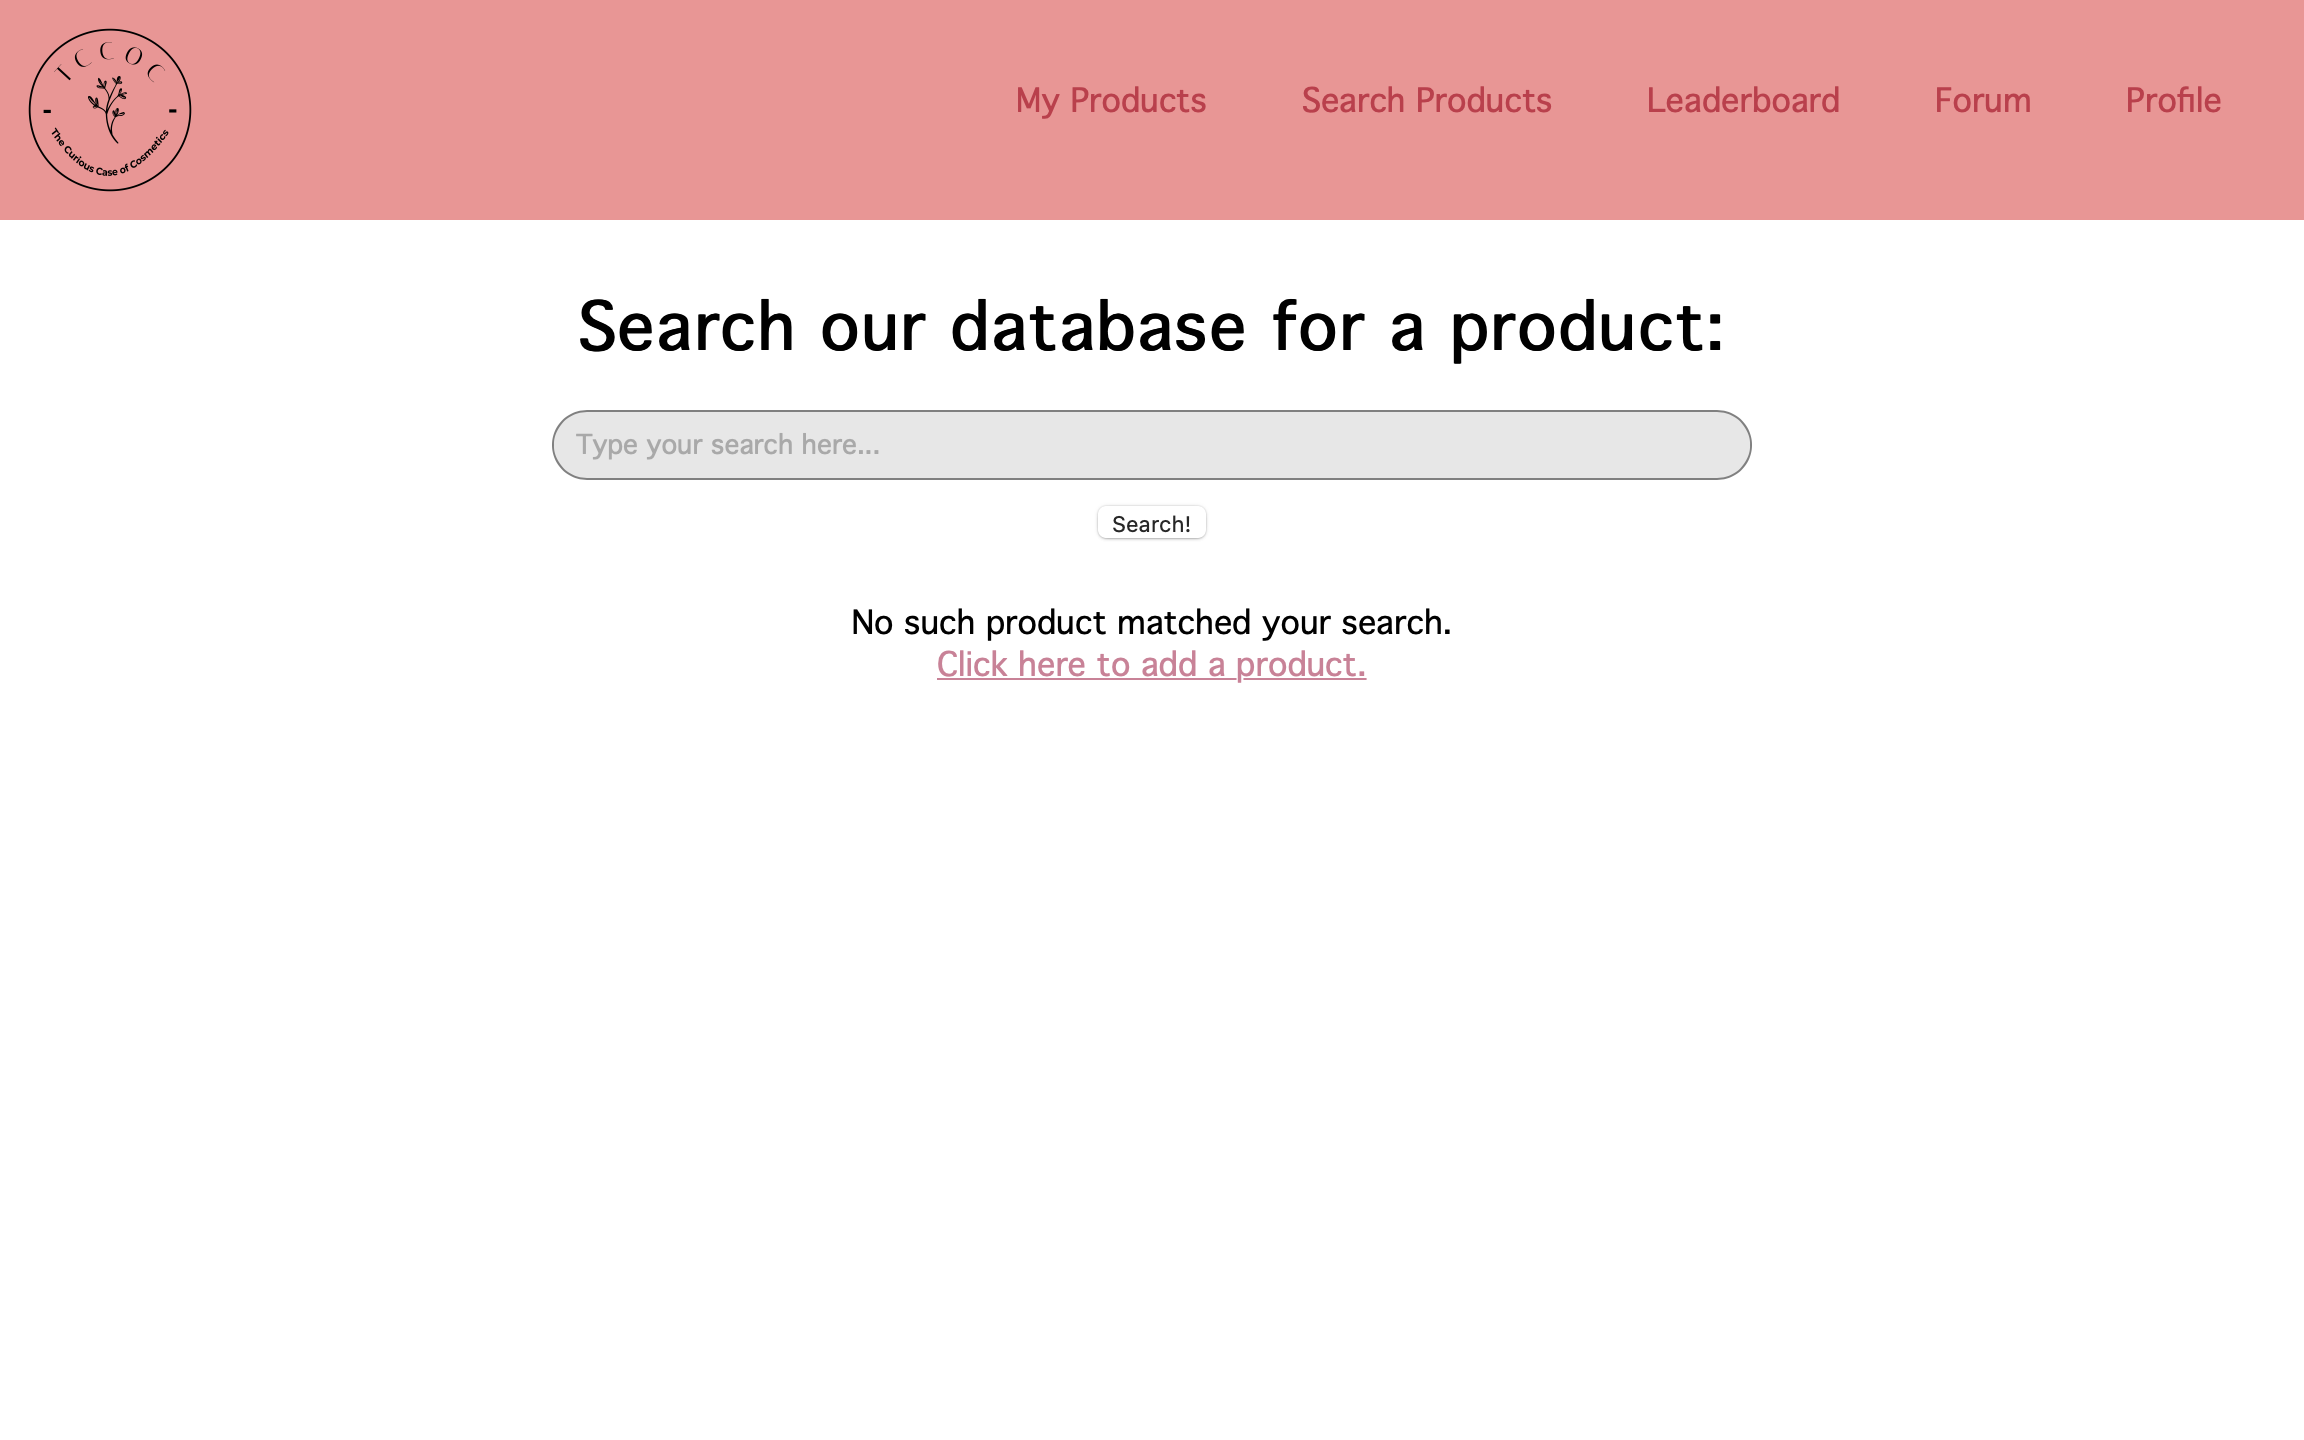 TCCOC
The Curious Case of Cosmetics
My Products Search Products Leaderboard Forum Profile
Search our database for a product:
Type your search here...
Search!
No such product matched your search.
Click here to add a product.